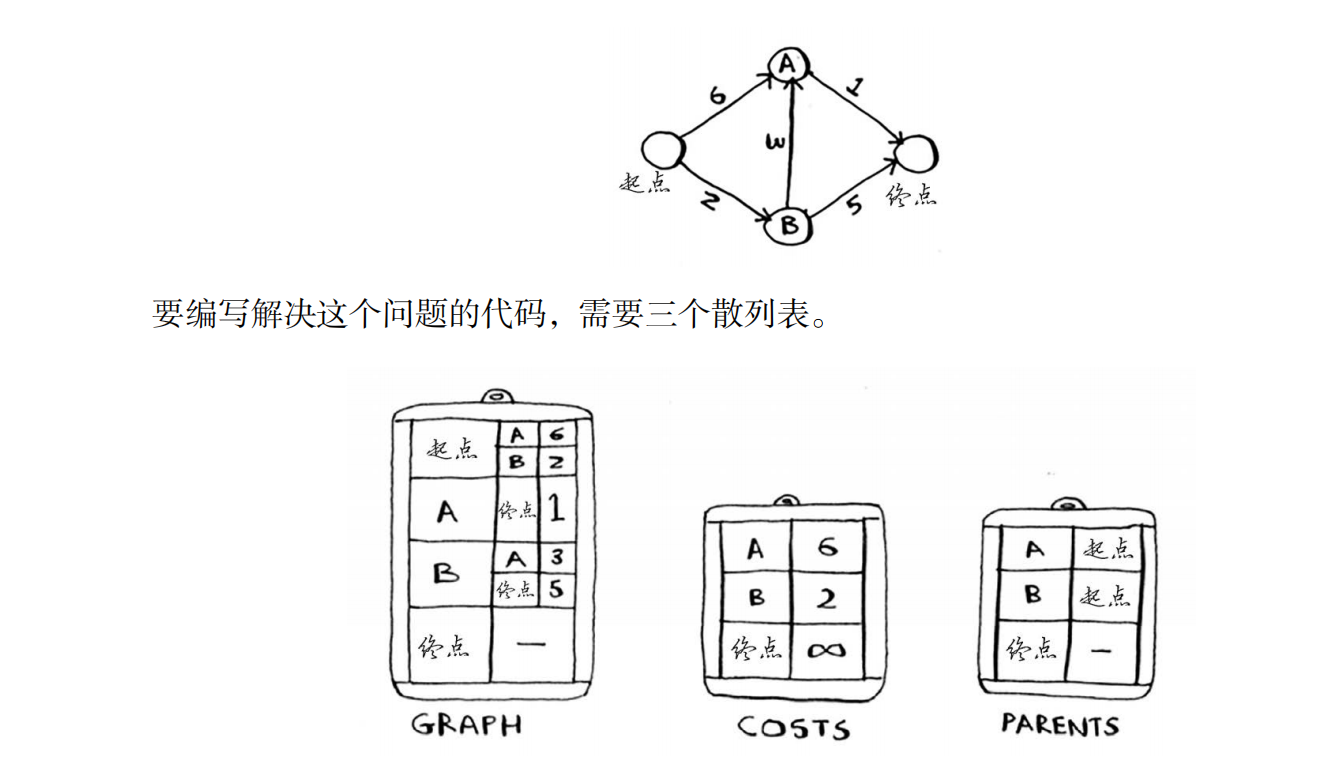 A
6
1
3
起点
终点
2
B
5
要编写解决这个问题的代码，需要三个散列表。
起点 A 6
B 2
A 终点 1
B A 3
终点 5
终点 —
GRAPH
A 6
B 2
终点 ∞
COSTS
A 起点
B 起点
终点 —
PARENTS